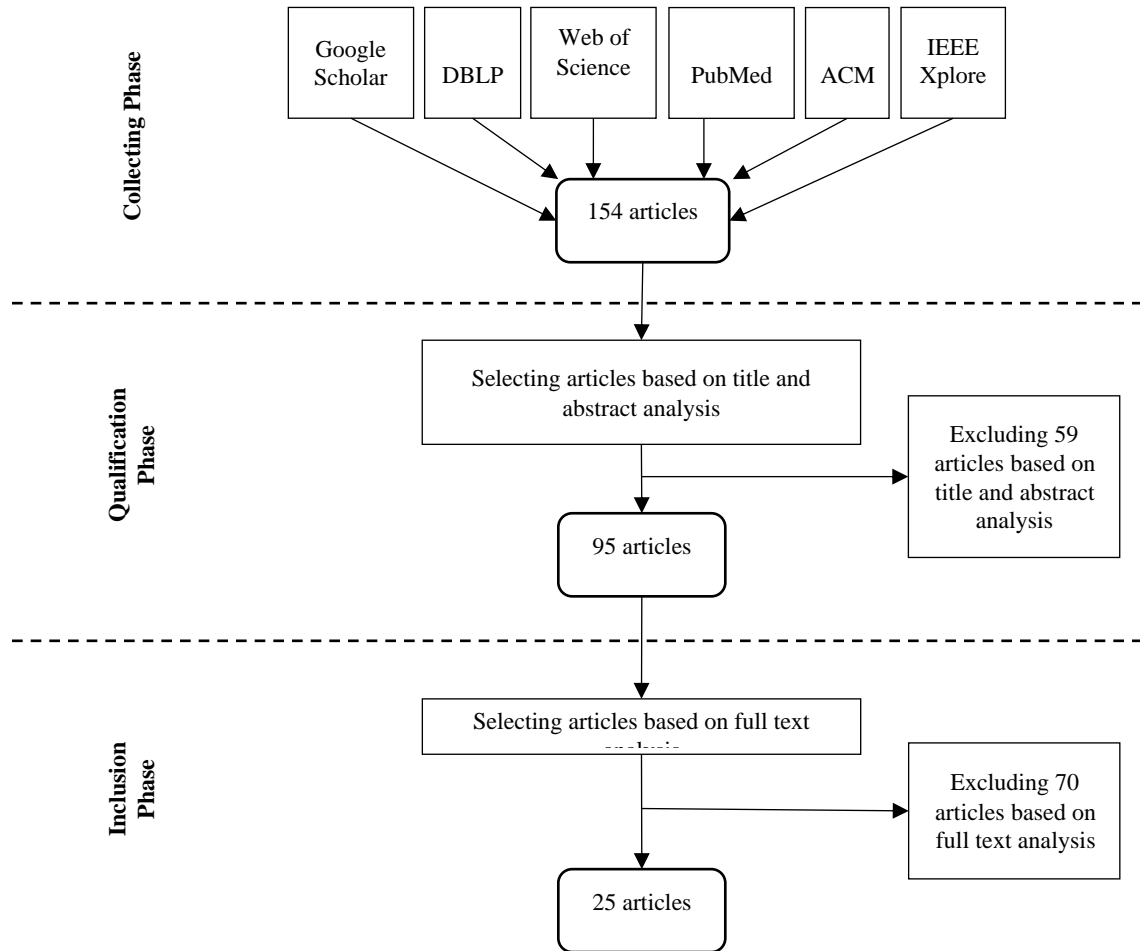 Collecting Phase
Google
Scholar
DBLP
Web of
Science
PubMed
ACM
IEEE
Xplore
154 articles
Qualification
Phase
Selecting articles based on title and
abstract analysis
Excluding 59
articles based on
title and abstract
analysis
95 articles
Inclusion
Phase
Selecting articles based on full text
analysis
Excluding 70
articles based on
full text analysis
25 articles